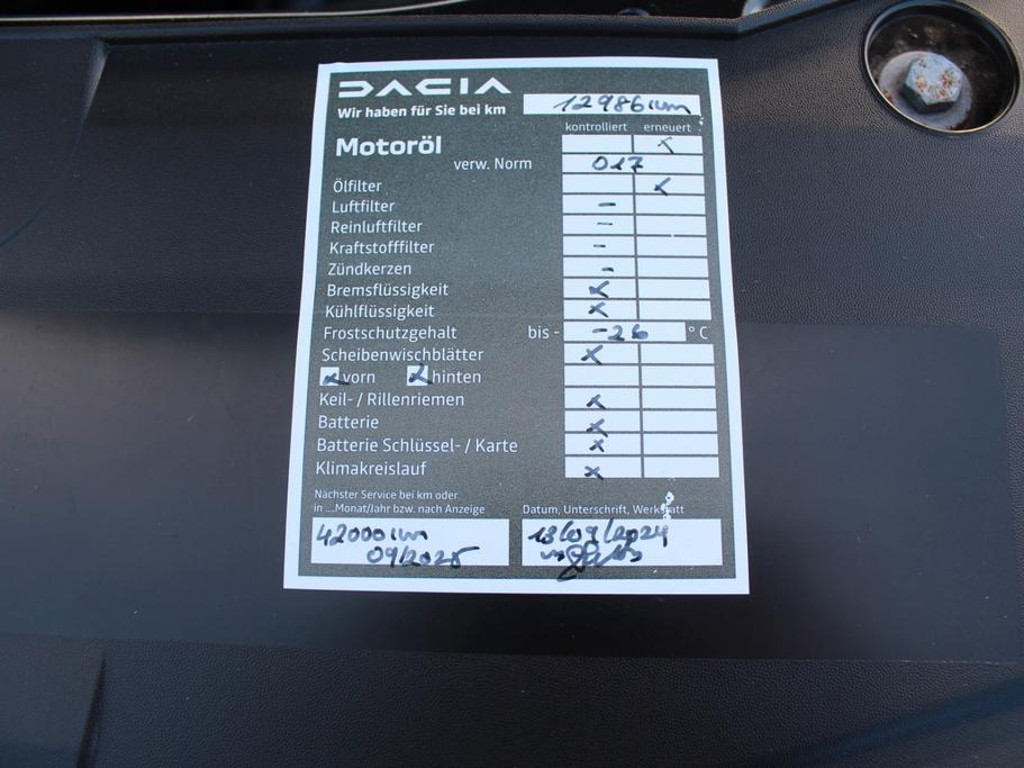 DACIA
Wir haben für Sie bei km 12986 km
kontrolliert erneuert
Motoröl x
verw. Norm 017
Ölfilter x
Luftfilter -
Reinluftfilter -
Kraftstofffilter -
Zündkerzen -
Bremsflüssigkeit x
Kühlflüssigkeit x
Frostschutzgehalt bis - -26 °C
Scheibenwischblätter x
x vorn x hinten
Keil- / Rillenriemen x
Batterie x
Batterie Schlüssel- / Karte x
Klimakreislauf x
Nächster Service bei km oder
in ...Monat/Jahr bzw. nach Anzeige
42000 km
09/2025
Datum, Unterschrift, Werkstatt
18/09/2024